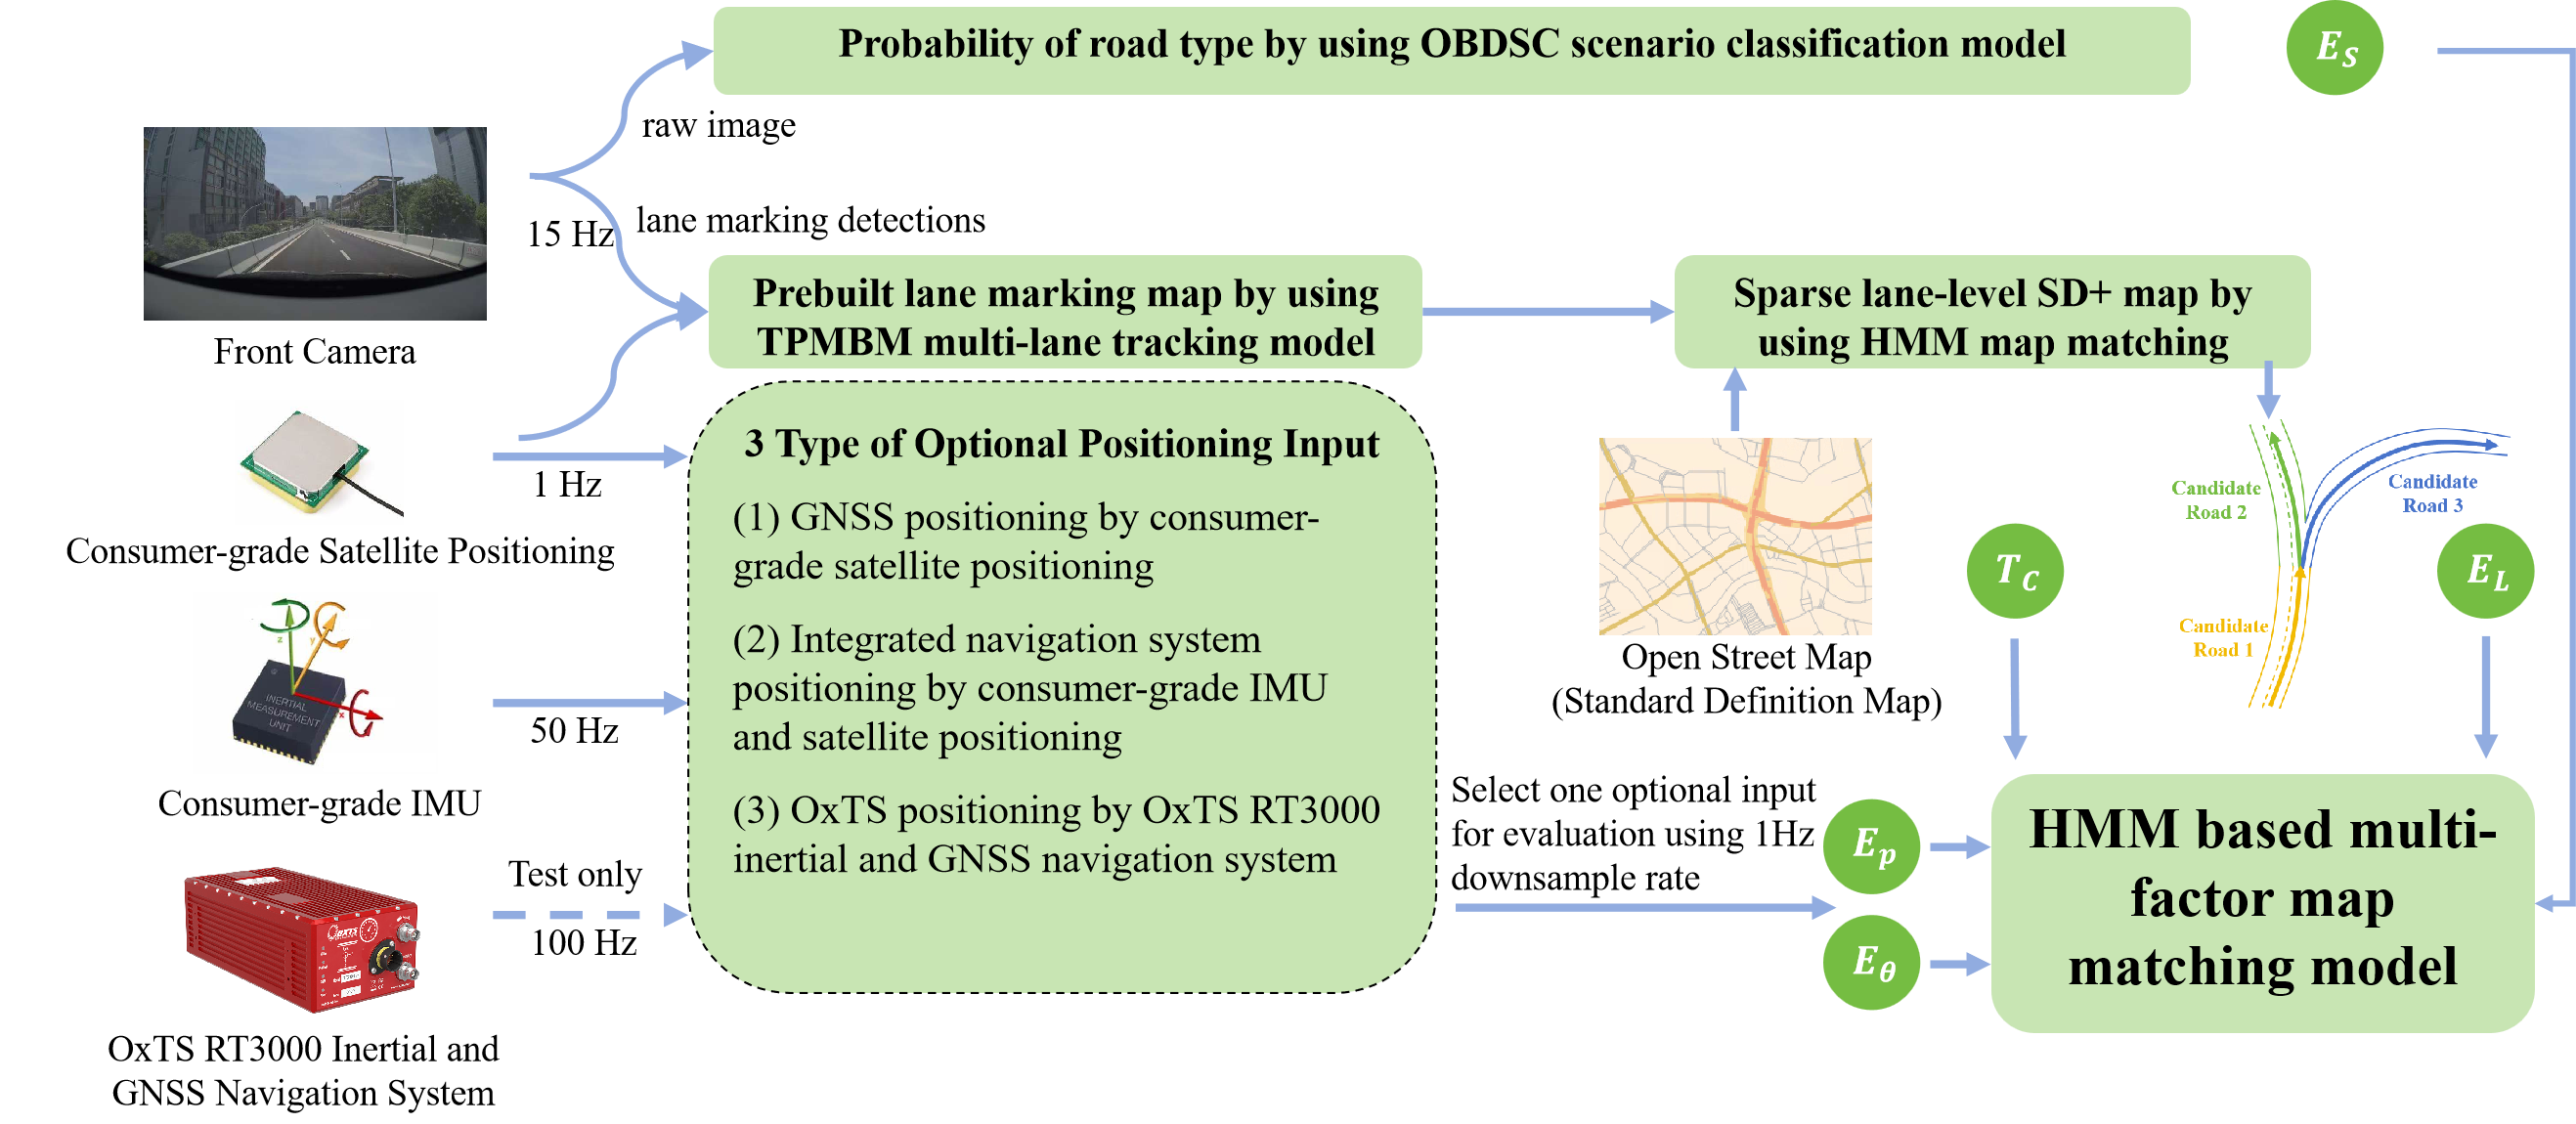 Probability of road type by using OBDSC scenario classification model
E_S
raw image
15 Hz
lane marking detections
Front Camera
Prebuilt lane marking map by using
TPMBM multi-lane tracking model
Sparse lane-level SD+ map by
using HMM map matching
1 Hz
Consumer-grade Satellite Positioning
3 Type of Optional Positioning Input
(1) GNSS positioning by consumer-
grade satellite positioning
(2) Integrated navigation system
positioning by consumer-grade IMU
and satellite positioning
(3) OxTS positioning by OxTS RT3000
inertial and GNSS navigation system
z
y
x
INERTIAL
MEASUREMENT
UNIT
50 Hz
Consumer-grade IMU
Test only
100 Hz
OXTS
OxTS RT3000 Inertial and
GNSS Navigation System
Open Street Map
(Standard Definition Map)
T_C
Candidate
Road 2
Candidate
Road 3
Candidate
Road 1
E_L
Select one optional input
for evaluation using 1Hz
downsample rate
E_p
E_θ
HMM based multi-
factor map
matching model